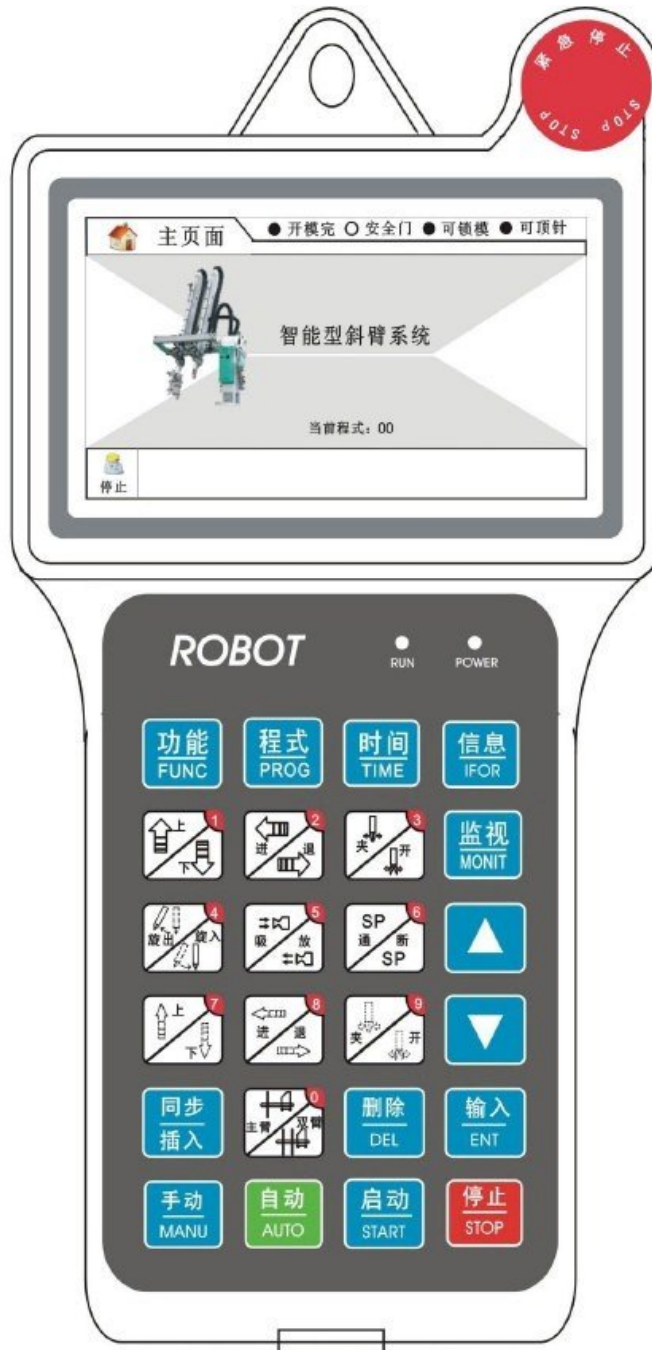 紧急停止
STOP STOP
主页面 ● 开模完 ○ 安全门 ● 可锁模 ● 可顶针
智能型斜臂系统
当前程式：00
停止
ROBOT
RUN POWER
功能 程式 时间 信息
FUNC PROG TIME IFOR
1 2 3
上 进 退 夹 开 监视
下 MONIT
4 5 6
旋出 旋入 吸 放 SP 通 断 SP
7 8 9
上 进 退 夹 开
下
0
同步 主臂 双臂 删除 输入
插入 DEL ENT
手动 自动 启动 停止
MANU AUTO START STOP